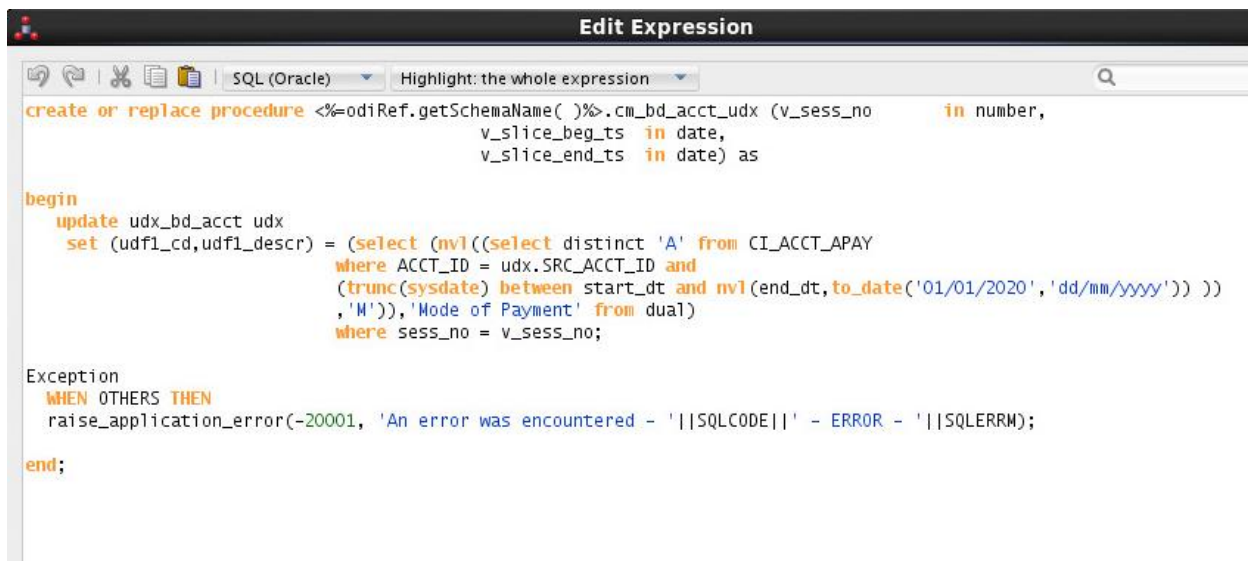 Edit Expression
SQL (Oracle) Highlight: the whole expression
create or replace procedure <%=odiRef.getSchemaName( )%>.cm_bd_acct_udx (v_sess_no in number,
v_slice_beg_ts in date,
v_slice_end_ts in date) as
begin
update udx_bd_acct udx
set (udf1_cd,udf1_descr) = (select (nvl((select distinct 'A' from CI_ACCT_APAY
where ACCT_ID = udx.SRC_ACCT_ID and
(trunc(sysdate) between start_dt and nvl(end_dt,to_date('01/01/2020','dd/mm/yyyy')) ))
,'M')),'Mode of Payment' from dual)
where sess_no = v_sess_no;
Exception
WHEN OTHERS THEN
raise_application_error(-20001, 'An error was encountered - '||SQLCODE||' - ERROR - '||SQLERRM);
end;